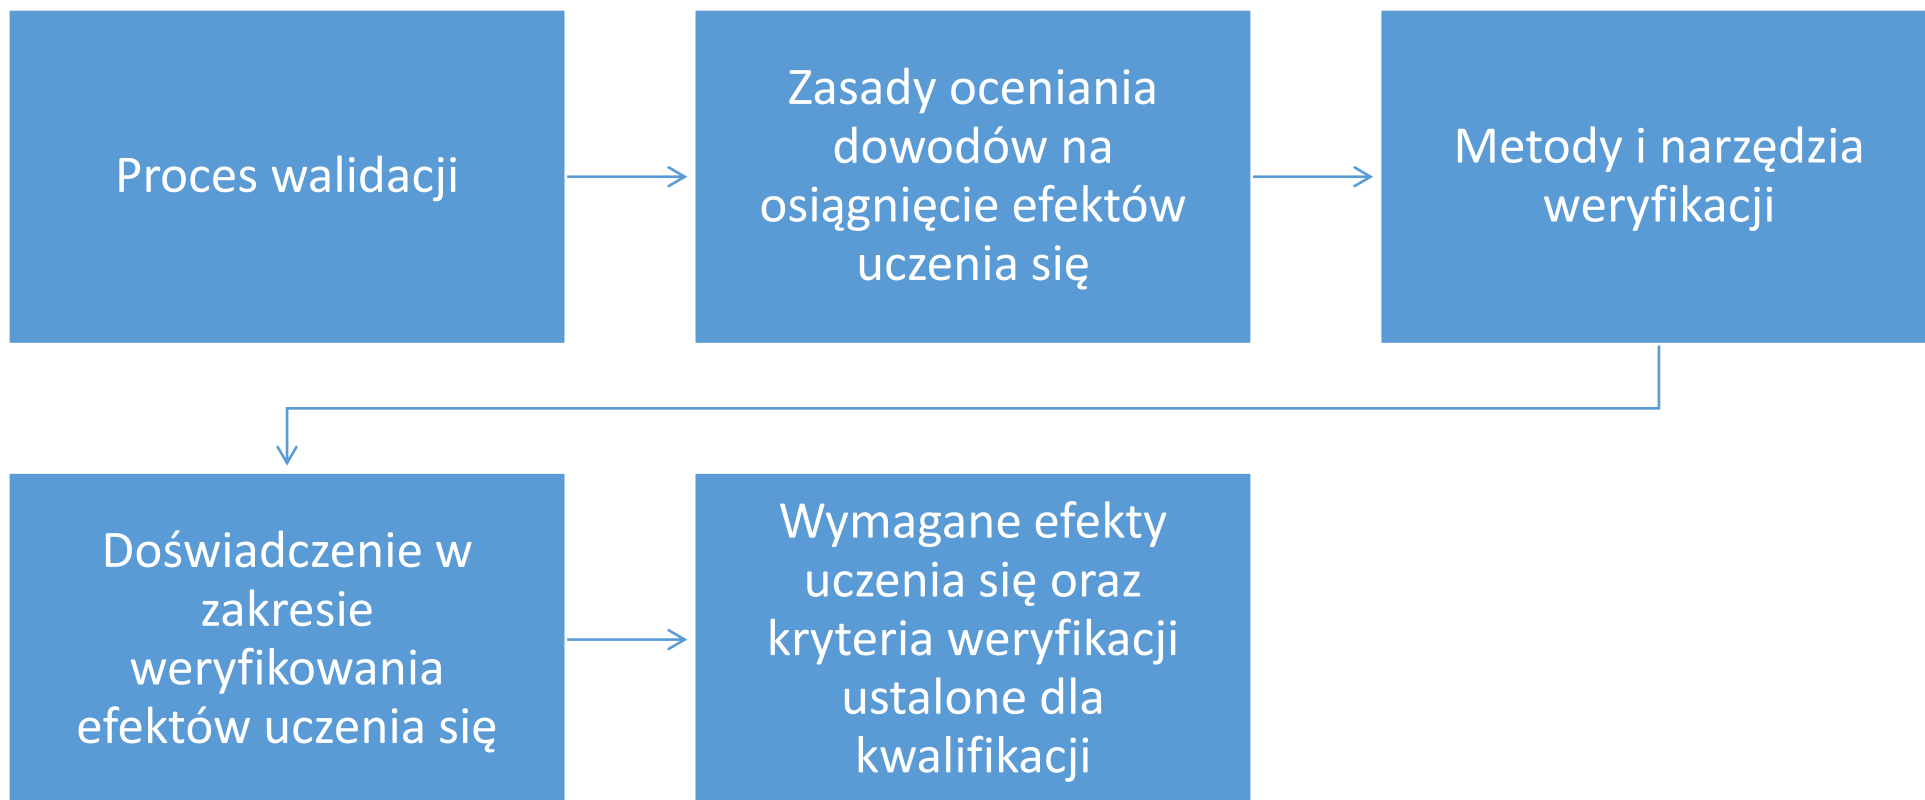 Proces walidacji
Zasady oceniania
dowodów na
osiągnięcie efektów
uczenia się
Metody i narzędzia
weryfikacji
Doświadczenie w
zakresie
weryfikowania
efektów uczenia się
Wymagane efekty
uczenia się oraz
kryteria weryfikacji
ustalone dla
kwalifikacji